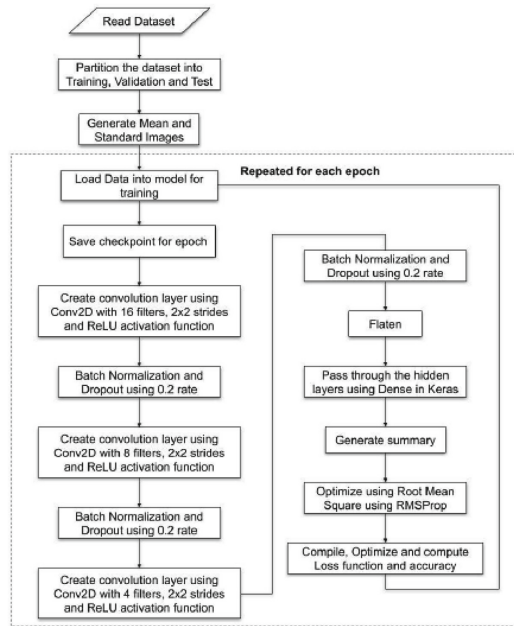 Read Dataset
Partition the dataset into
Training, Validation and Test
Generate Mean and
Standard Images
Repeated for each epoch
Load Data into model for
training
Save checkpoint for epoch
Create convolution layer using
Conv2D with 16 filters, 2x2 strides
and ReLU activation function
Batch Normalization and
Dropout using 0.2 rate
Create convolution layer using
Conv2D with 8 filters, 2x2 strides
and ReLU activation function
Batch Normalization and
Dropout using 0.2 rate
Create convolution layer using
Conv2D with 4 filters, 2x2 strides
and ReLU activation function
Batch Normalization and
Dropout using 0.2 rate
Flaten
Pass through the hidden
layers using Dense in Keras
Generate summary
Optimize using Root Mean
Square using RMSProp
Compile, Optimize and compute
Loss function and accuracy